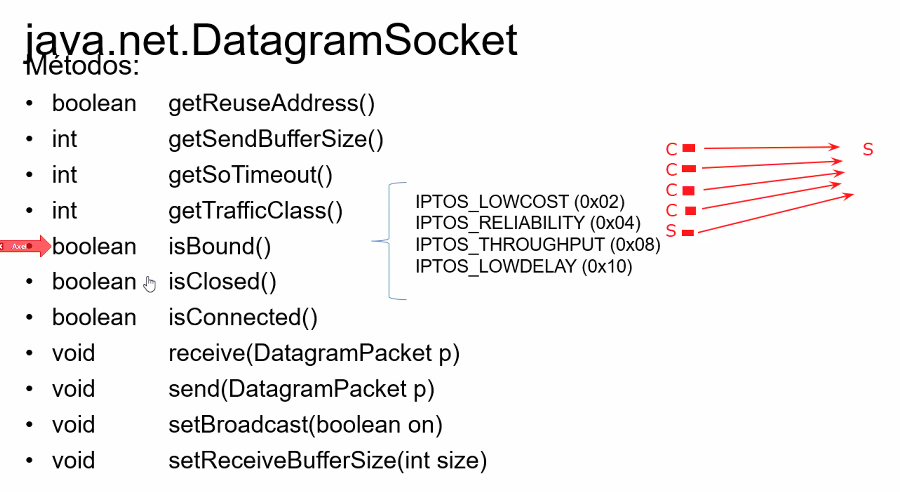 java.net.DatagramSocket
Métodos:
• boolean getReuseAddress()
• int getSendBufferSize()
• int getSoTimeout()
• int getTrafficClass()
• boolean isBound()
• boolean isClosed()
• boolean isConnected()
• void receive(DatagramPacket p)
• void send(DatagramPacket p)
• void setBroadcast(boolean on)
• void setReceiveBufferSize(int size)
IPTOS_LOWCOST (0x02)
IPTOS_RELIABILITY (0x04)
IPTOS_THROUGHPUT (0x08)
IPTOS_LOWDELAY (0x10)
C S
C
C
C
S
Axel